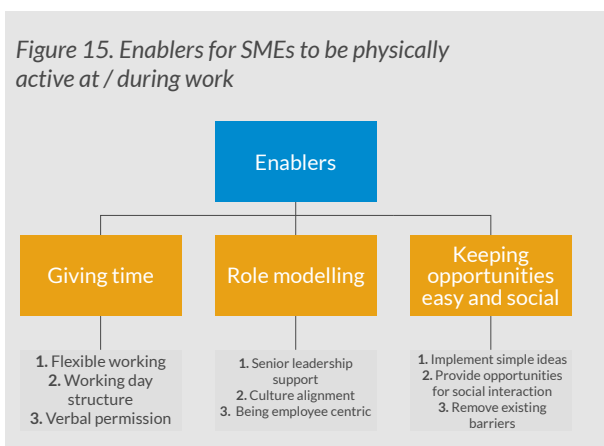 Figure 15. Enablers for SMEs to be physically
active at / during work
Enablers
Giving time
Role modelling
Keeping
opportunities
easy and social
1. Flexible working
2. Working day
structure
3. Verbal permission
1. Senior leadership
support
2. Culture alignment
3. Being employee centric
1. Implement simple ideas
2. Provide opportunities
for social interaction
3. Remove existing
barriers